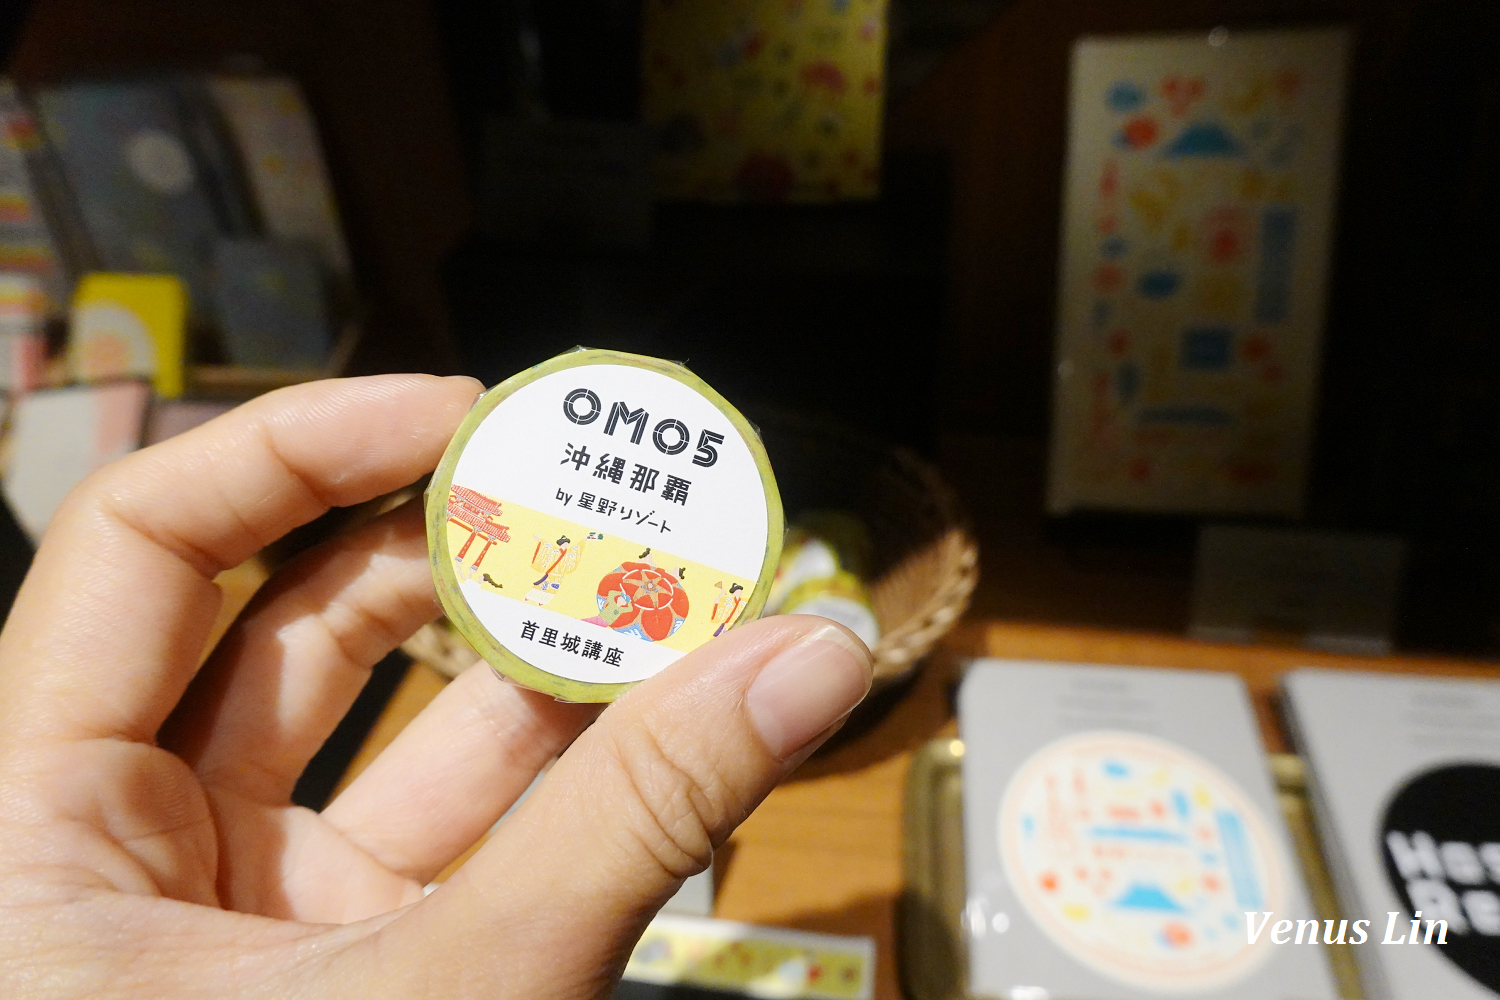 OMO5
沖縄那覇
by 星野リゾート
首里城講座
Venus Lin